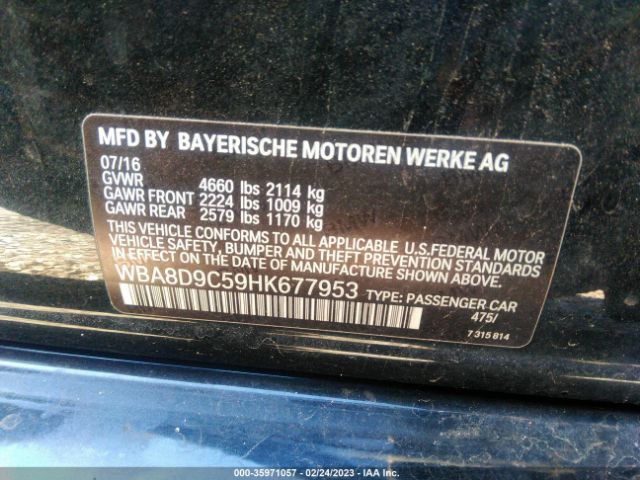 MFD BY BAYERISCHE MOTOREN WERKE AG
07/16
GVWR 4660 lbs 2114 kg
GAWR FRONT 2224 lbs 1009 kg
GAWR REAR 2579 lbs 1170 kg
THIS VEHICLE CONFORMS TO ALL APPLICABLE U.S.FEDERAL MOTOR
VEHICLE SAFETY, BUMPER AND THEFT PREVENTION STANDARDS
IN EFFECT ON THE DATE OF MANUFACTURE SHOWN ABOVE.
WBA8D9C59HK677953 TYPE: PASSENGER CAR
475/
7 315 814
000-35971057 - 02/24/2023 - IAA Inc.